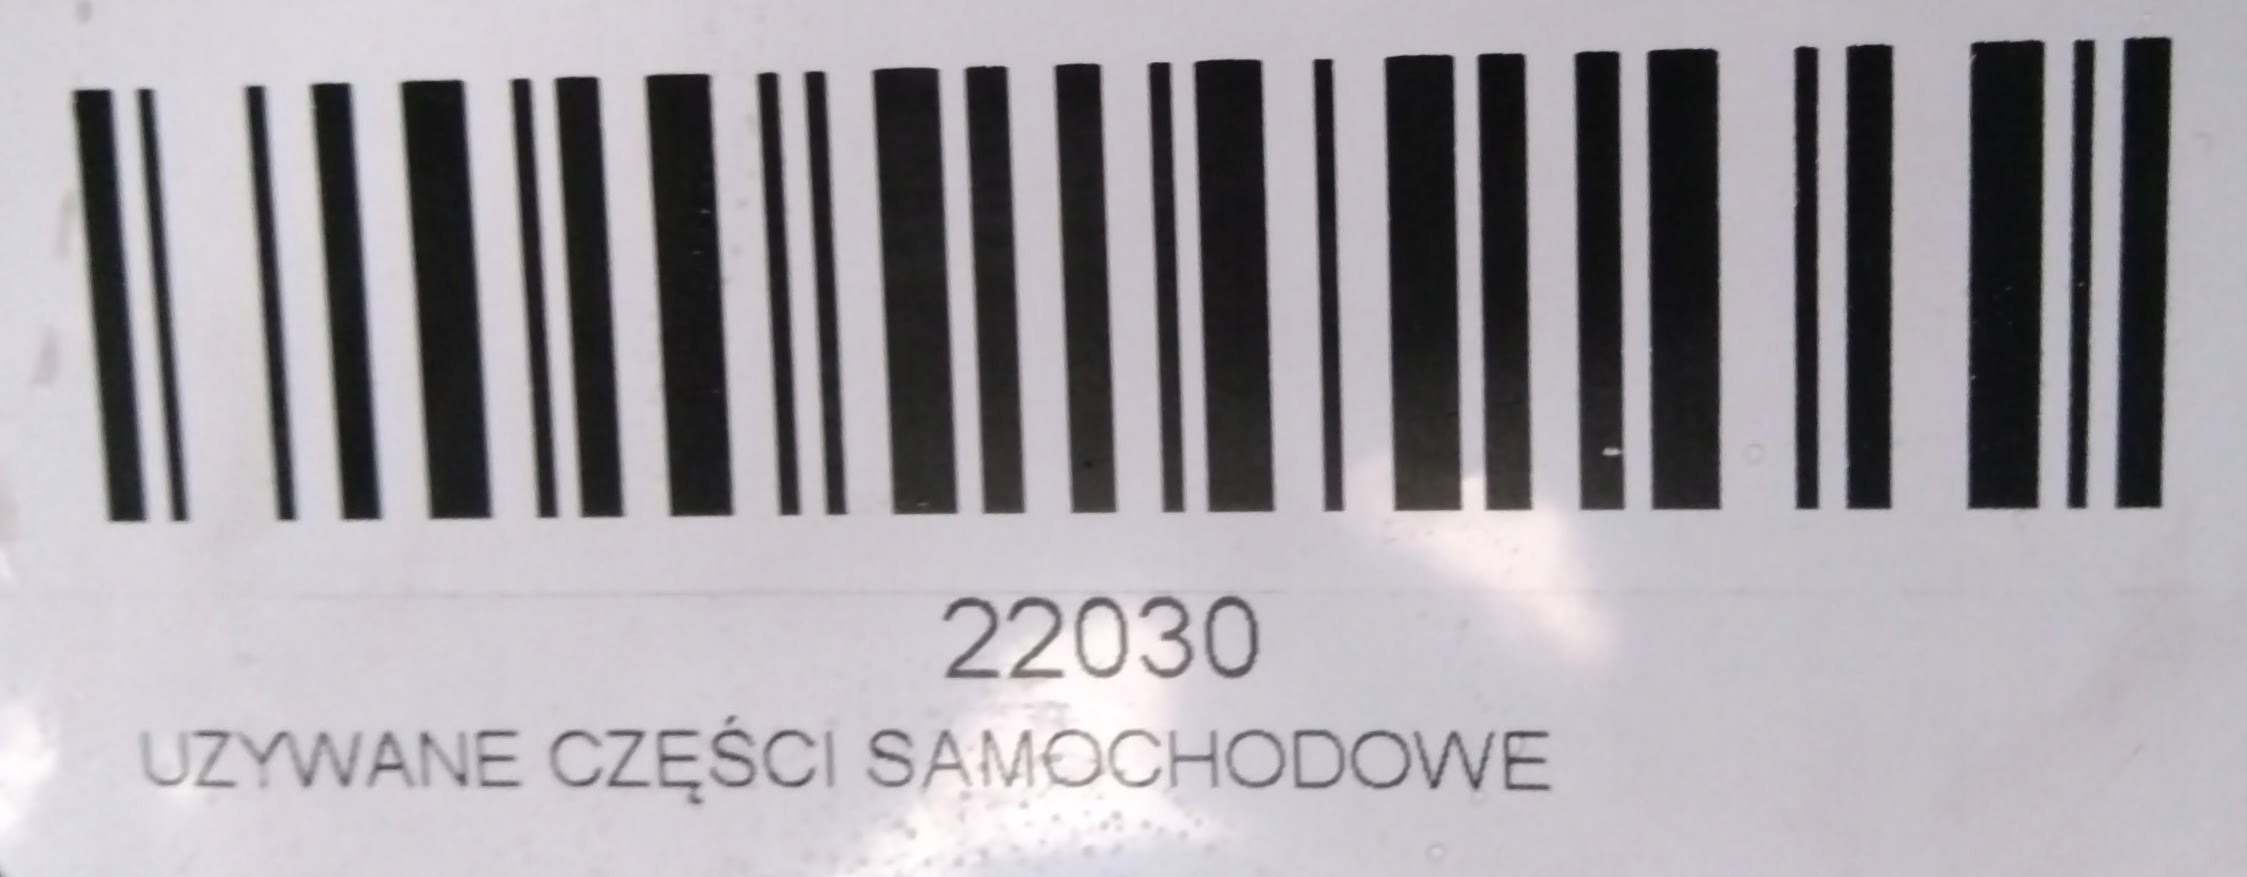 22030
UZYWANE CZĘŚCI SAMOCHODOWE